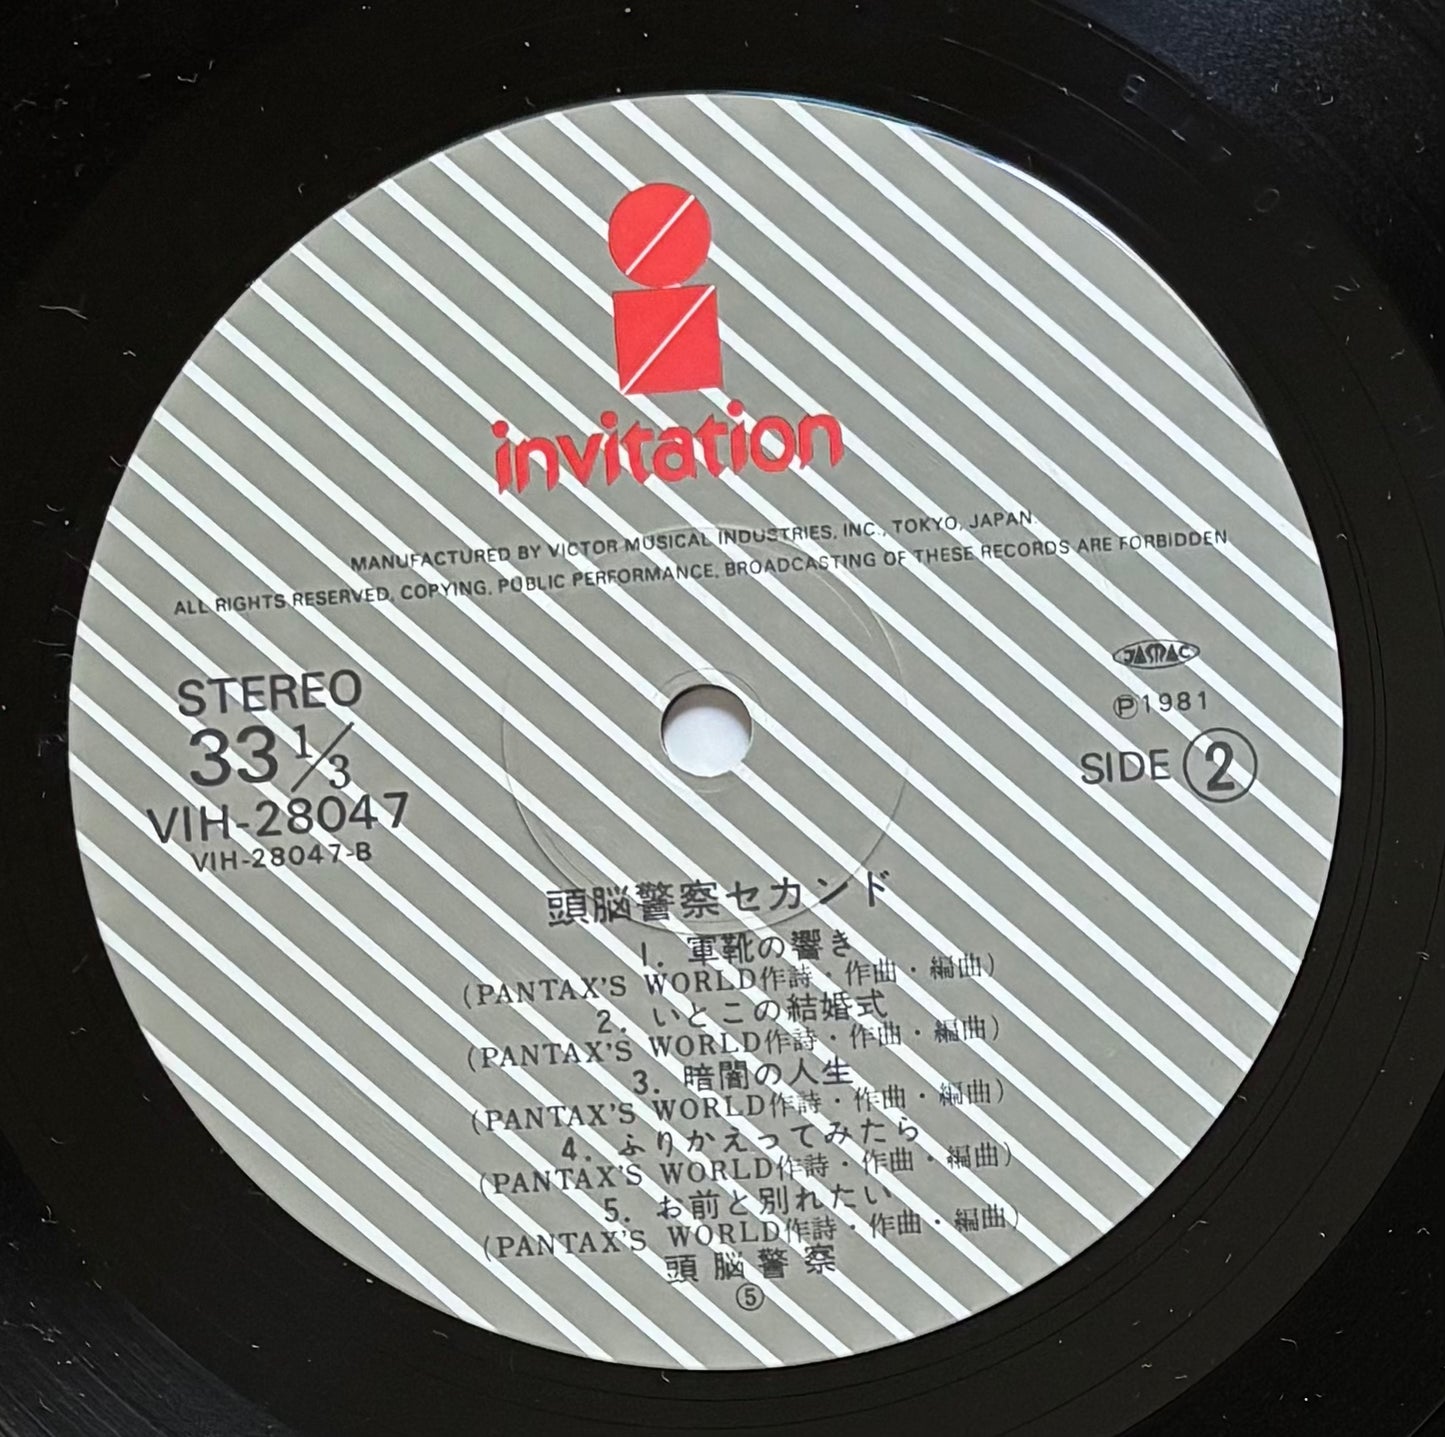 invitation
MANUFACTURED BY VICTOR MUSICAL INDUSTRIES, INC., TOKYO, JAPAN.
ALL RIGHTS RESERVED, COPYING, PUBLIC PERFORMANCE, BROADCASTING OF THESE RECORDS ARE FORBIDDEN
STEREO
33 1/3
VIH-28047
VIH-28047-B
JASRAC
Ⓟ1981
SIDE ②
頭脳警察セカンド
1. 軍靴の響き
(PANTAX'S WORLD作詩・作曲・編曲)
2. いとこの結婚式
(PANTAX'S WORLD作詩・作曲・編曲)
3. 暗闇の人生
(PANTAX'S WORLD作詩・作曲・編曲)
4. ふりかえってみたら
(PANTAX'S WORLD作詩・作曲・編曲)
5. お前と別れたい
(PANTAX'S WORLD作詩・作曲・編曲)
頭脳警察
⑤